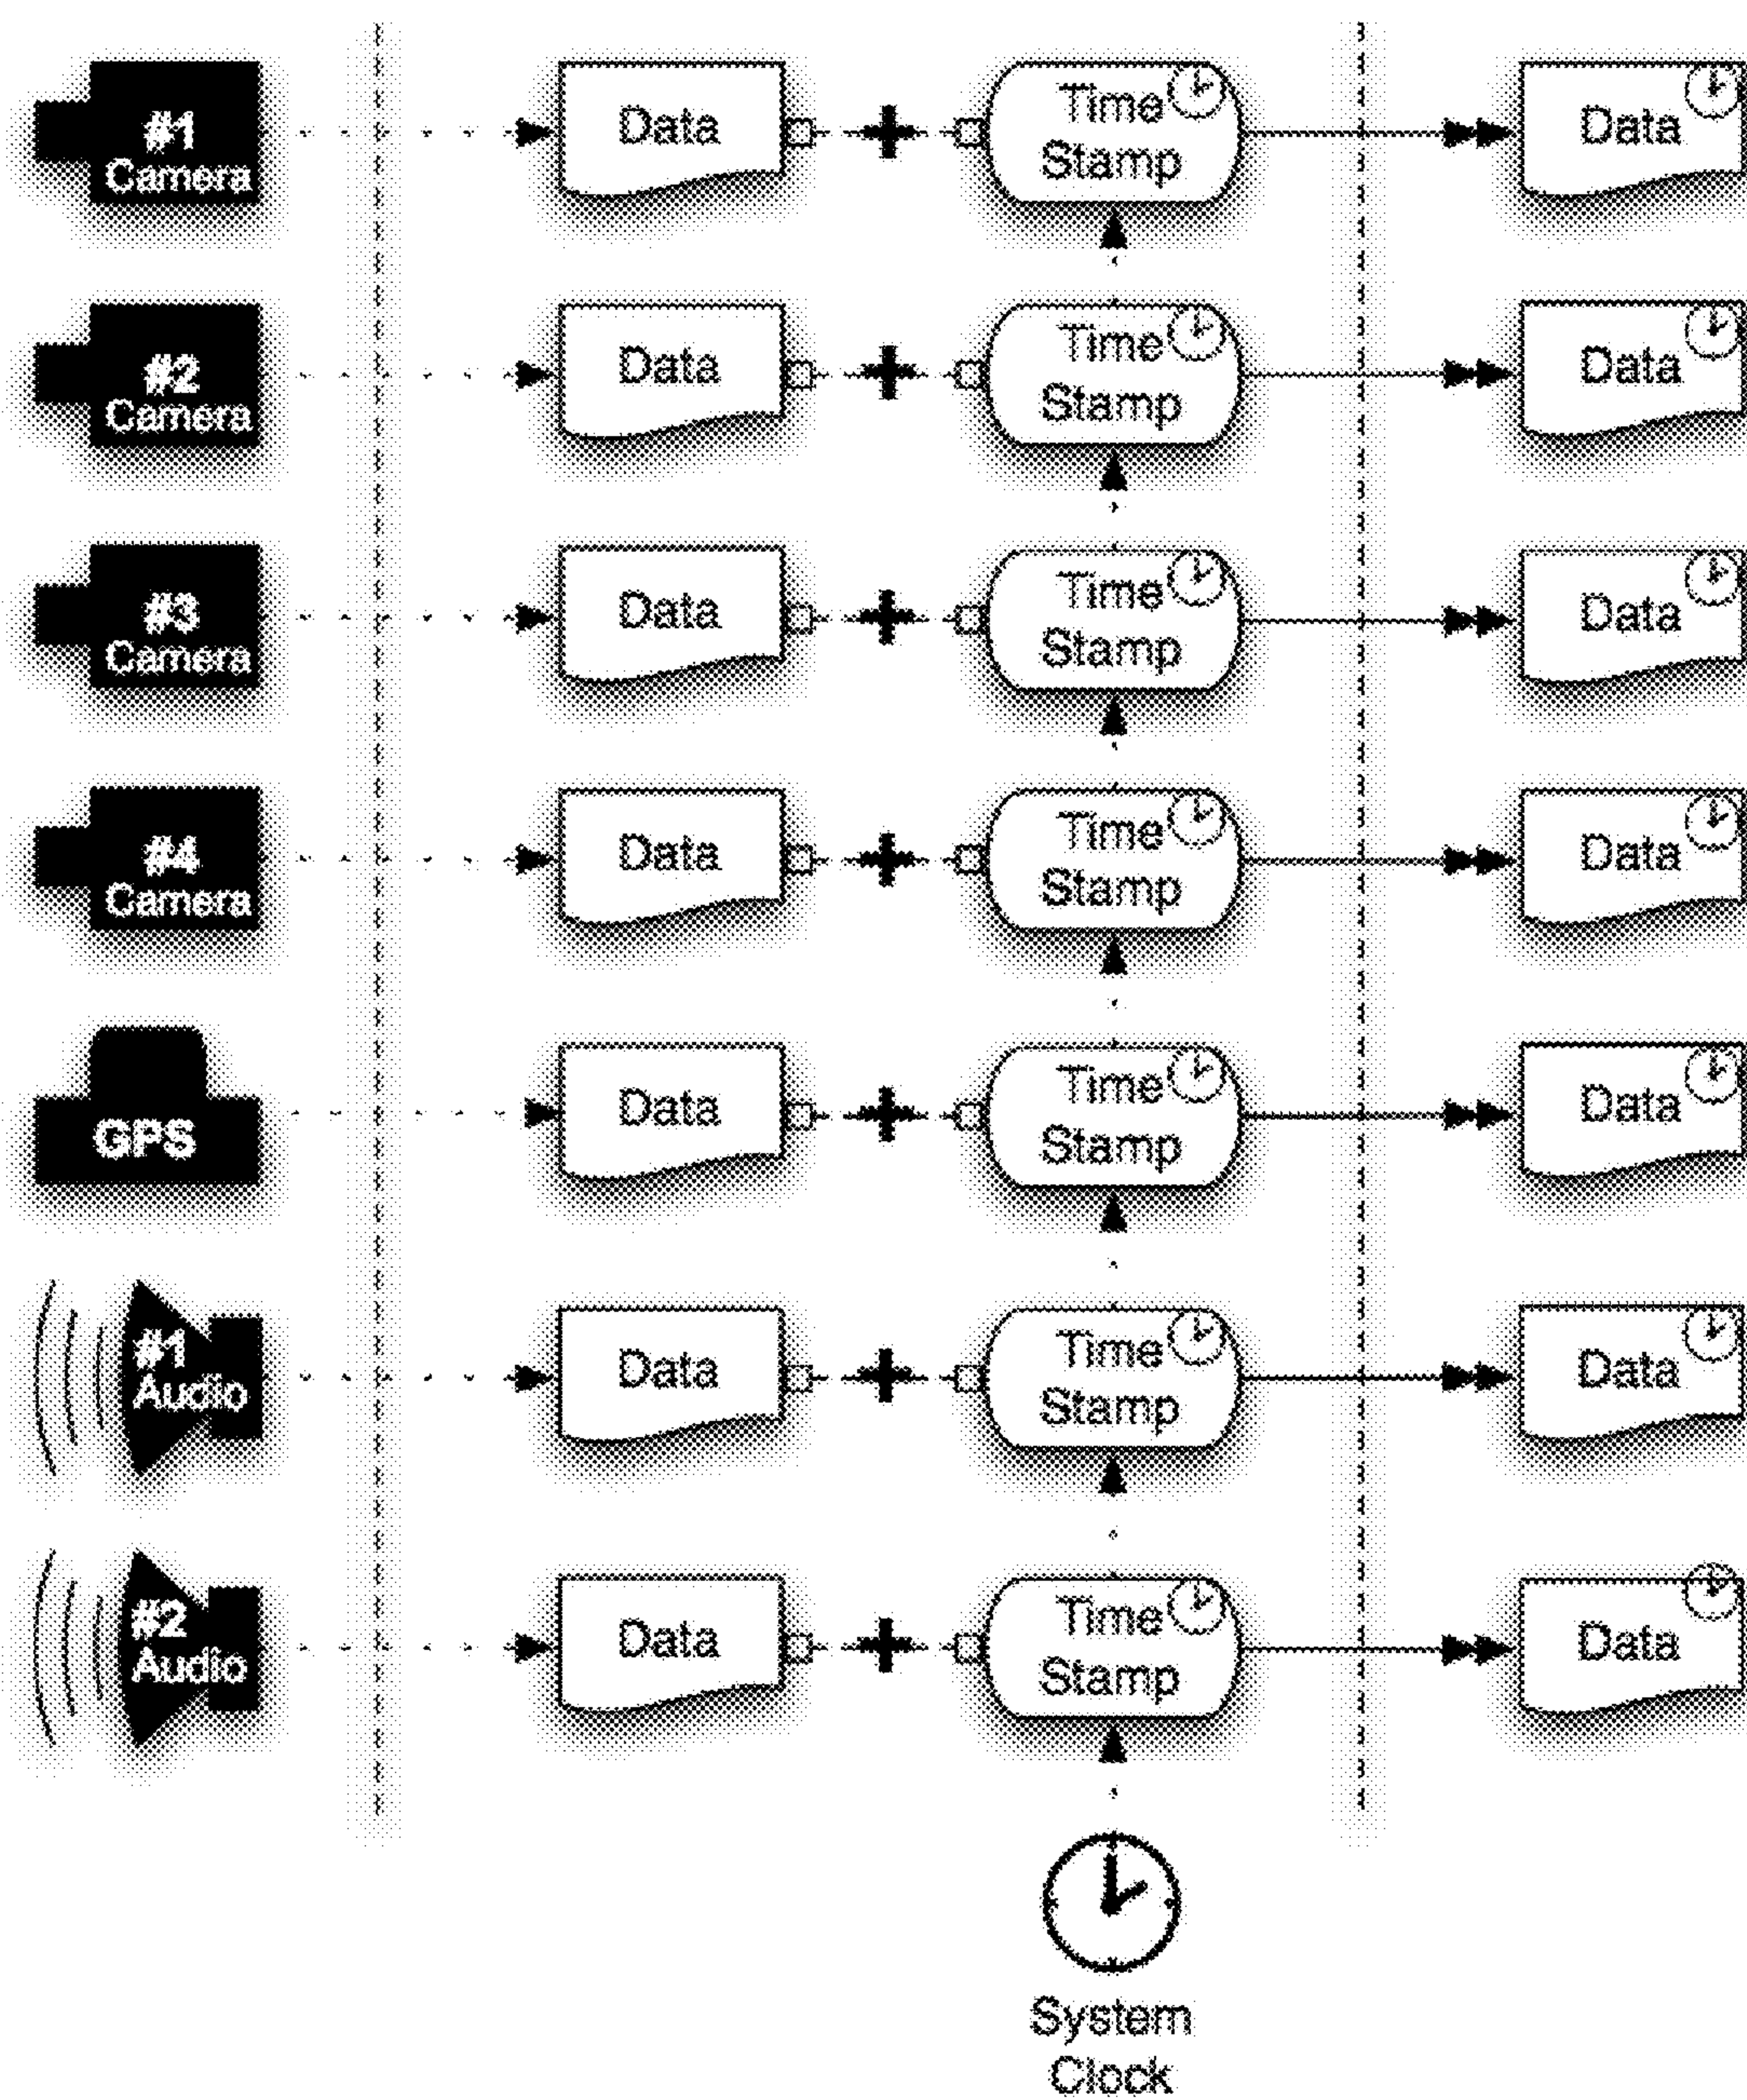 #1
Camera
Data
Time
Stamp
Data
#2
Camera
Data
Time
Stamp
Data
#3
Camera
Data
Time
Stamp
Data
#4
Camera
Data
Time
Stamp
Data
GPS
Data
Time
Stamp
Data
#1
Audio
Data
Time
Stamp
Data
#2
Audio
Data
Time
Stamp
Data
System
Clock